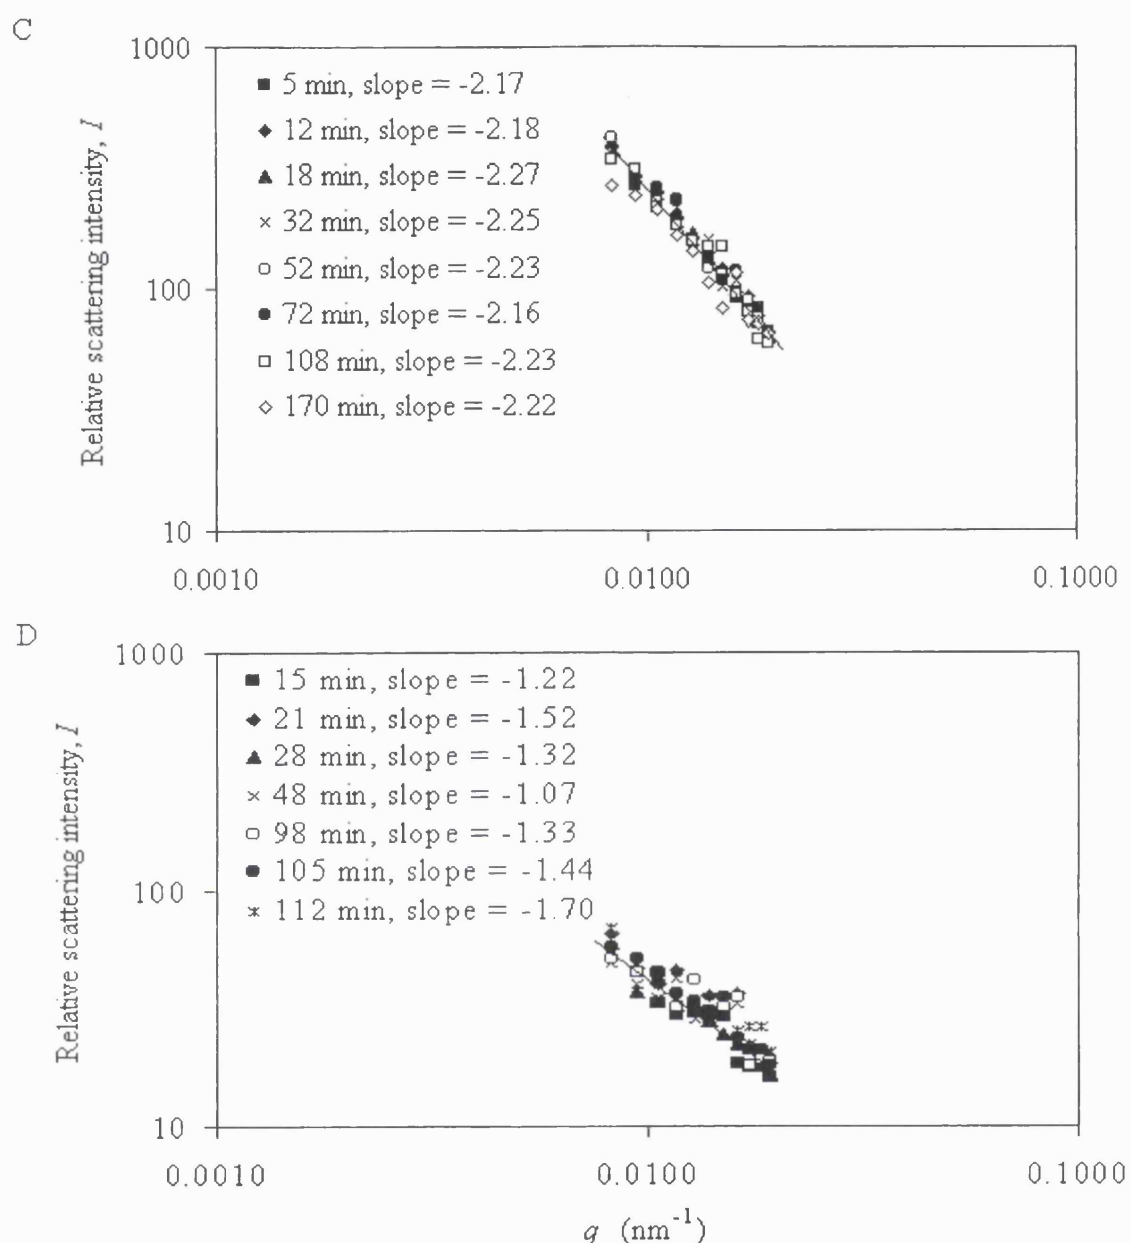 C
1000
100
10
Relative scattering intensity, I
■ 5 min, slope = -2.17
◆ 12 min, slope = -2.18
▲ 18 min, slope = -2.27
× 32 min, slope = -2.25
○ 52 min, slope = -2.23
● 72 min, slope = -2.16
□ 108 min, slope = -2.23
◇ 170 min, slope = -2.22
0.0010 0.0100 0.1000
D
1000
100
10
Relative scattering intensity, I
■ 15 min, slope = -1.22
◆ 21 min, slope = -1.52
▲ 28 min, slope = -1.32
× 48 min, slope = -1.07
○ 98 min, slope = -1.33
● 105 min, slope = -1.44
✳ 112 min, slope = -1.70
0.0010 0.0100 0.1000
q (nm⁻¹)